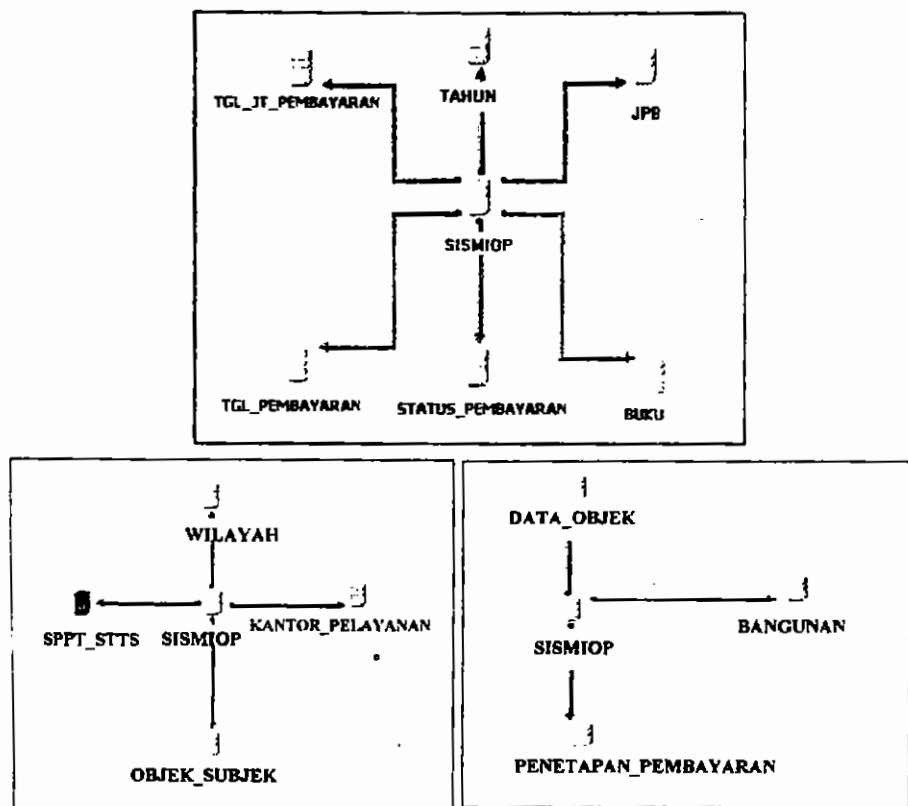 TGL_JT_PEMBAYARAN
TAHUN
JPB
SISMIOP
TGL_PEMBAYARAN
STATUS_PEMBAYARAN
BUKU
WILAYAH
SPPT_STTS
SISMIOP
KANTOR_PELAYANAN
OBJEK_SUBJEK
DATA_OBJEK
SISMIOP
BANGUNAN
PENETAPAN_PEMBAYARAN